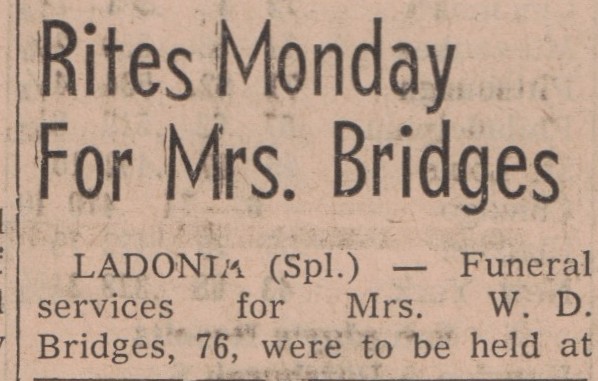 Rites Monday
For Mrs. Bridges
LADONIA (Spl.) — Funeral
services for Mrs. W. D.
Bridges, 76, were to be held at